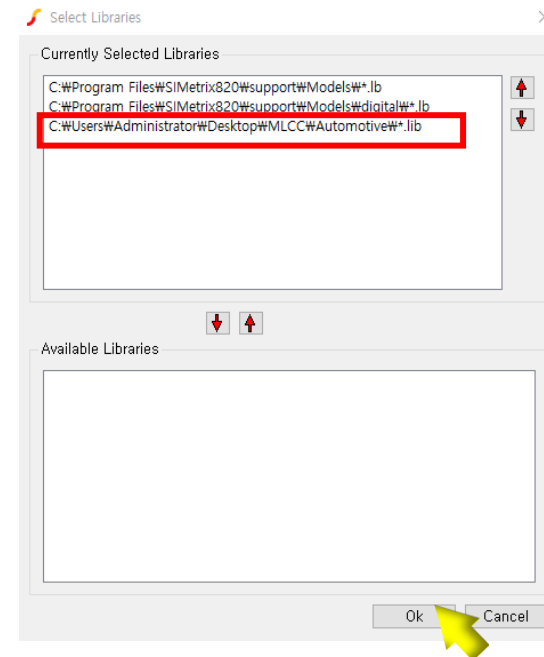 Select Libraries
Currently Selected Libraries
C:₩Program Files₩SIMetrix820₩support₩Models₩*.lb
C:₩Program Files₩SIMetrix820₩support₩Models₩digital₩*.lb
C:₩Users₩Administrator₩Desktop₩MLCC₩Automotive₩*.lib
Available Libraries
Ok
Cancel